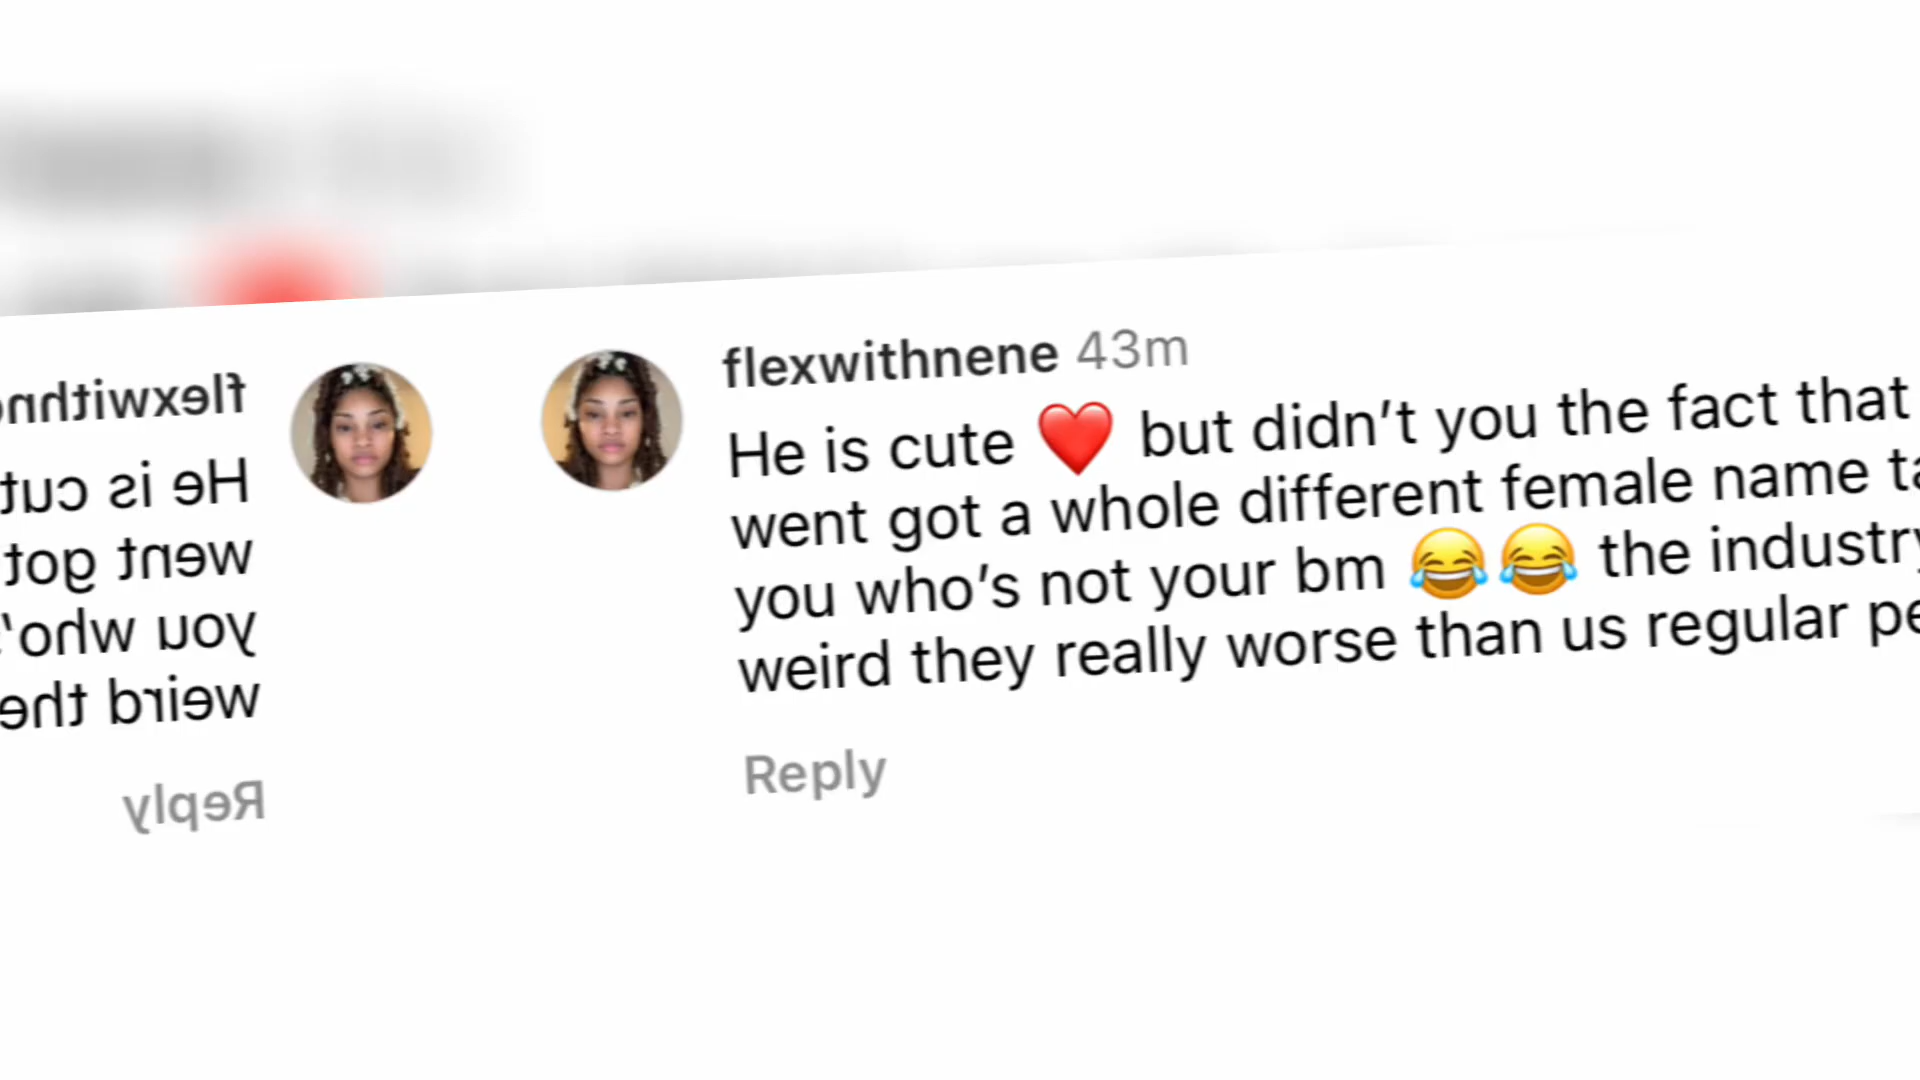 flexwithnene 43m
He is cute ❤️ but didn’t you the fact that
went got a whole different female name
you who’s not your bm 😂😂 the industry
weird they really worse than us regular
Reply